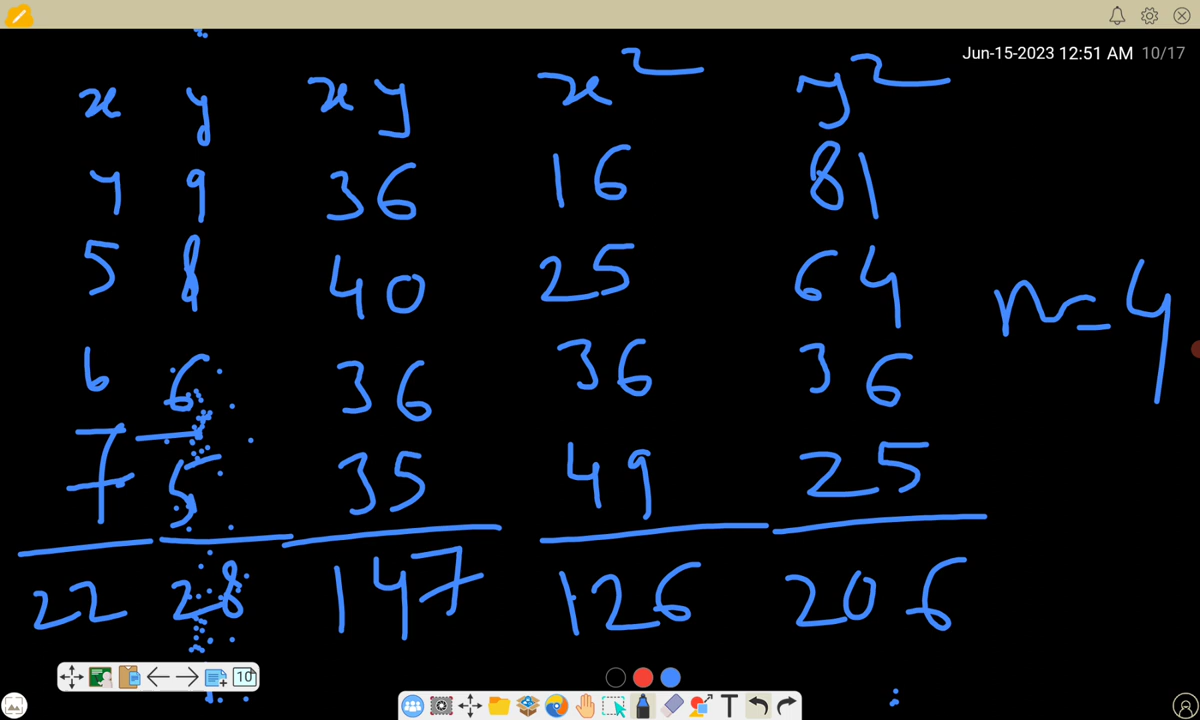 Jun-15-2023 12:51 AM 10/17
x y xy x² y²
4 9 36 16 81
5 8 40 25 64
n=4
6 6 36 36 36
7 5 35 49 25
22 28 147 126 206
10
T